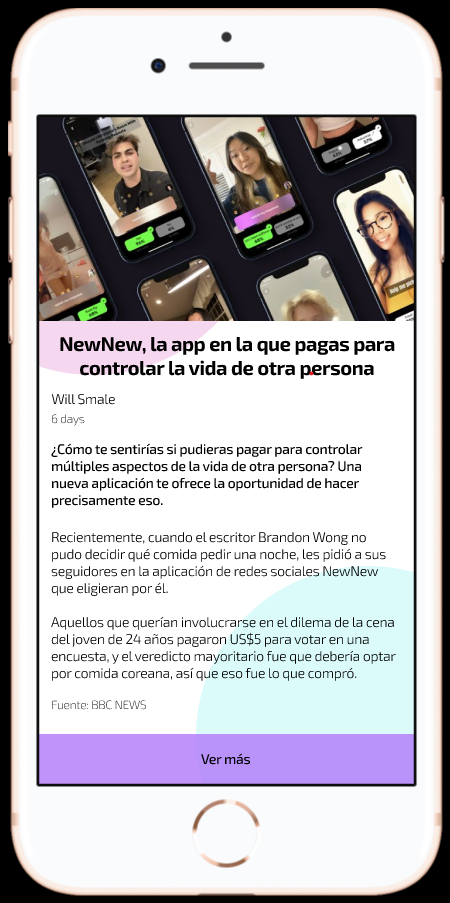 NewNew, la app en la que pagas para
controlar la vida de otra persona
Will Smale
6 days
¿Cómo te sentirías si pudieras pagar para controlar
múltiples aspectos de la vida de otra persona? Una
nueva aplicación te ofrece la oportunidad de hacer
precisamente eso.
Recientemente, cuando el escritor Brandon Wong no
pudo decidir qué comida pedir una noche, les pidió a sus
seguidores en la aplicación de redes sociales NewNew
que eligieran por él.
Aquellos que querían involucrarse en el dilema de la cena
del joven de 24 años pagaron US$5 para votar en una
encuesta, y el veredicto mayoritario fue que debería optar
por comida coreana, así que eso fue lo que compró.
Fuente: BBC NEWS
Ver más